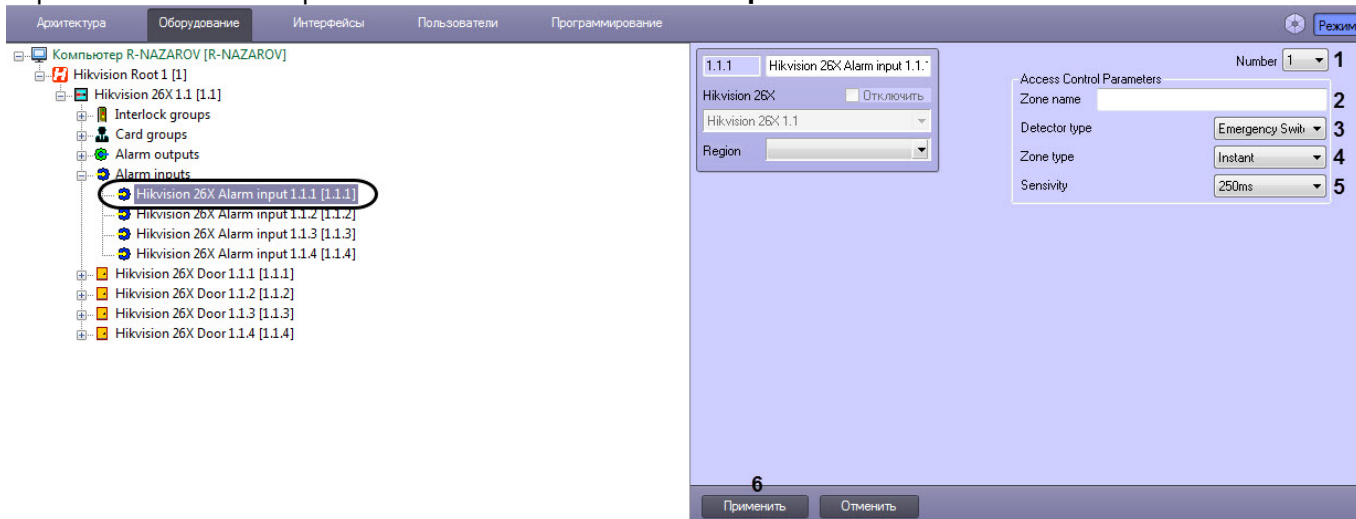 Архитектура Оборудование Интерфейсы Пользователи Программирование Режим
Компьютер R-NAZAROV [R-NAZAROV]
Hikvision Root 1 [1]
Hikvision 26X 1.1 [1.1]
Interlock groups
Card groups
Alarm outputs
Alarm inputs
Hikvision 26X Alarm input 1.1.1 [1.1.1]
Hikvision 26X Alarm input 1.1.2 [1.1.2]
Hikvision 26X Alarm input 1.1.3 [1.1.3]
Hikvision 26X Alarm input 1.1.4 [1.1.4]
Hikvision 26X Door 1.1.1 [1.1.1]
Hikvision 26X Door 1.1.2 [1.1.2]
Hikvision 26X Door 1.1.3 [1.1.3]
Hikvision 26X Door 1.1.4 [1.1.4]
1.1.1 Hikvision 26X Alarm input 1.1.
Hikvision 26X Отключить
Hikvision 26X 1.1
Region
Number 1 1
Access Control Parameters
Zone name 2
Detector type Emergency Swit 3
Zone type Instant 4
Sensivity 250ms 5
6
Применить Отменить